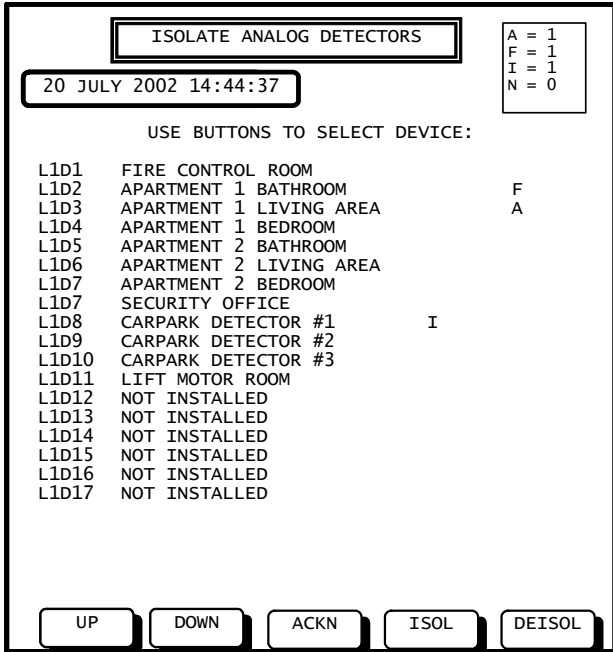 ISOLATE ANALOG DETECTORS
A = 1
F = 1
I = 1
N = 0
20 JULY 2002 14:44:37
USE BUTTONS TO SELECT DEVICE:
L1D1 FIRE CONTROL ROOM
L1D2 APARTMENT 1 BATHROOM F
L1D3 APARTMENT 1 LIVING AREA A
L1D4 APARTMENT 1 BEDROOM
L1D5 APARTMENT 2 BATHROOM
L1D6 APARTMENT 2 LIVING AREA
L1D7 APARTMENT 2 BEDROOM
L1D7 SECURITY OFFICE
L1D8 CARPARK DETECTOR #1 I
L1D9 CARPARK DETECTOR #2
L1D10 CARPARK DETECTOR #3
L1D11 LIFT MOTOR ROOM
L1D12 NOT INSTALLED
L1D13 NOT INSTALLED
L1D14 NOT INSTALLED
L1D15 NOT INSTALLED
L1D16 NOT INSTALLED
L1D17 NOT INSTALLED
UP DOWN ACKN ISOL DEISOL